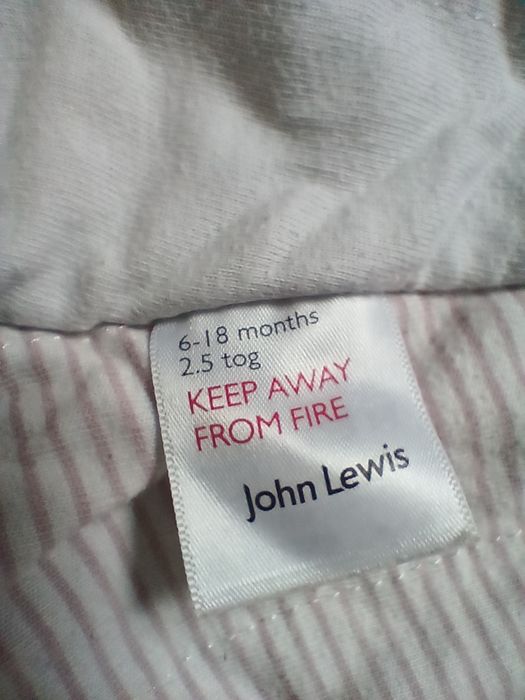 6-18 months
2.5 tog
KEEP AWAY
FROM FIRE
John Lewis